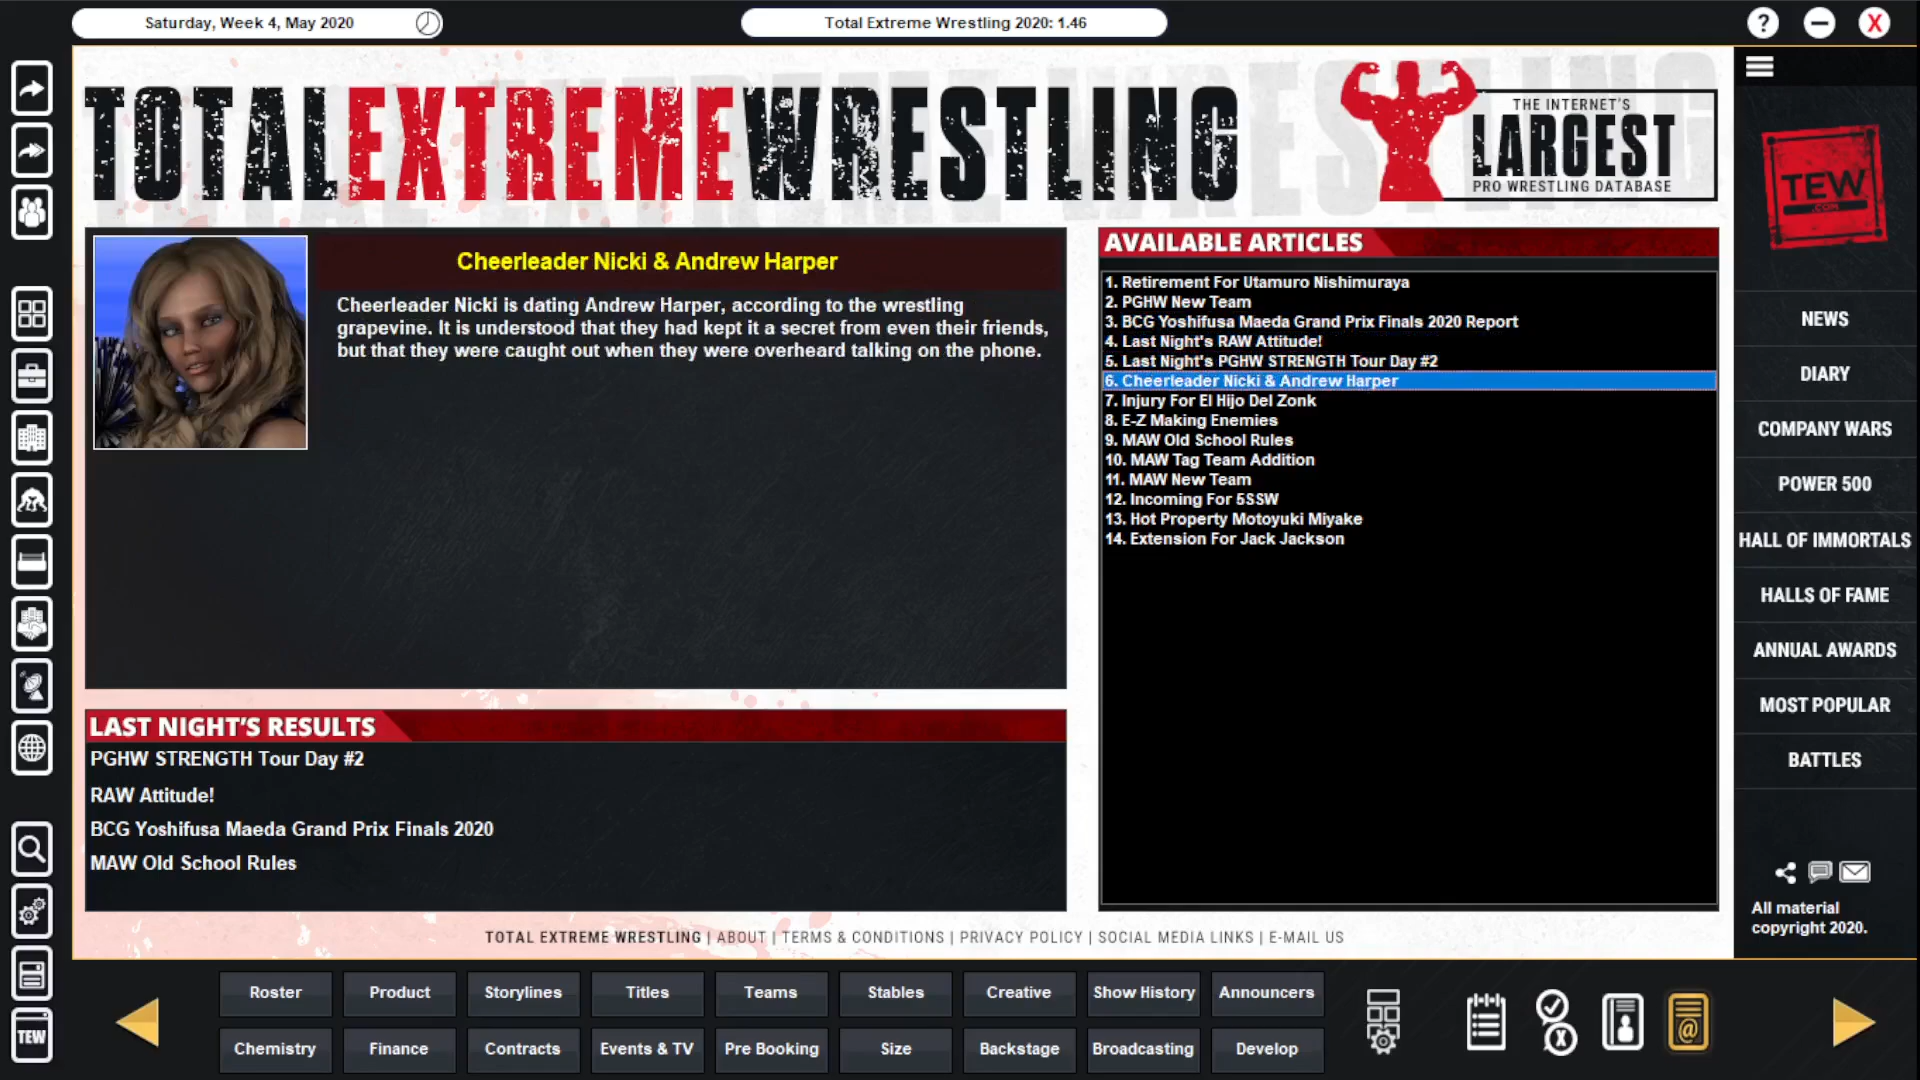 Saturday, Week 4, May 2020
Total Extreme Wrestling 2020: 1.46
?
X
TOTALEXTREMEWRESTLING
THE INTERNET'S
LARGEST
PRO WRESTLING DATABASE
TEW
.COM
Cheerleader Nicki & Andrew Harper
Cheerleader Nicki is dating Andrew Harper, according to the wrestling
grapevine. It is understood that they had kept it a secret from even their friends,
but that they were caught out when they were overheard talking on the phone.
AVAILABLE ARTICLES
1. Retirement For Utamuro Nishimuraya
2. PGHW New Team
3. BCG Yoshifusa Maeda Grand Prix Finals 2020 Report
4. Last Night's RAW Attitude!
5. Last Night's PGHW STRENGTH Tour Day #2
6. Cheerleader Nicki & Andrew Harper
7. Injury For El Hijo Del Zonk
8. E-Z Making Enemies
9. MAW Old School Rules
10. MAW Tag Team Addition
11. MAW New Team
12. Incoming For 5SSW
13. Hot Property Motoyuki Miyake
14. Extension For Jack Jackson
LAST NIGHT'S RESULTS
PGHW STRENGTH Tour Day #2
RAW Attitude!
BCG Yoshifusa Maeda Grand Prix Finals 2020
MAW Old School Rules
NEWS
DIARY
COMPANY WARS
POWER 500
HALL OF IMMORTALS
HALLS OF FAME
ANNUAL AWARDS
MOST POPULAR
BATTLES
All material
copyright 2020.
TOTAL EXTREME WRESTLING | ABOUT | TERMS & CONDITIONS | PRIVACY POLICY | SOCIAL MEDIA LINKS | E-MAIL US
TEW
Roster Product Storylines Titles Teams Stables Creative Show History Announcers
Chemistry Finance Contracts Events & TV Pre Booking Size Backstage Broadcasting Develop